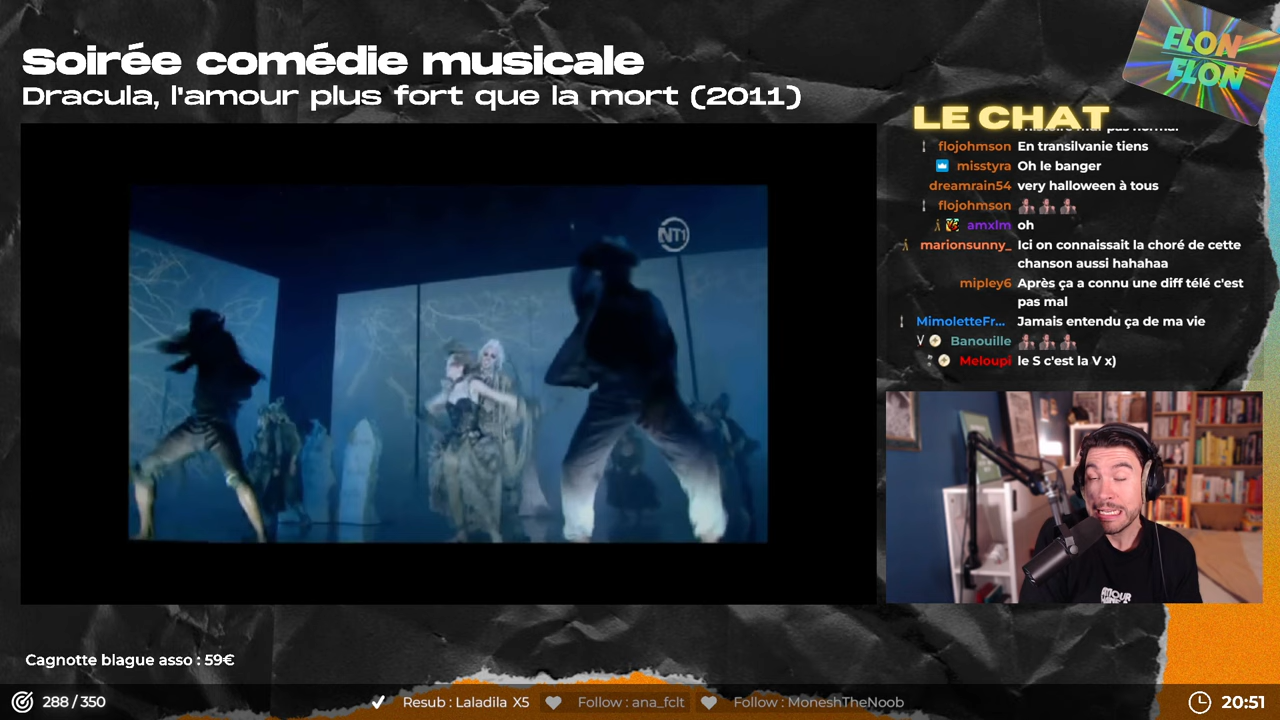 Soirée comédie musicale
Dracula, l'amour plus fort que la mort (2011)
FLON
FLON
LE CHAT
flojohmson En transilvanie tiens
misstyra Oh le banger
dreamrain54 very halloween à tous
flojohmson
amxlm oh
marionsunny_ Ici on connaissait la choré de cette
chanson aussi hahahaa
mipley6 Après ça a connu une diff télé c'est
pas mal
MimoletteFr... Jamais entendu ça de ma vie
Banouille
Meloupi le S c'est la V x)
NT1
Cagnotte blague asso : 59€
288 / 350
Resub : Laladila X5
Follow : ana_fclt
Follow : MoneshTheNoob
20:51